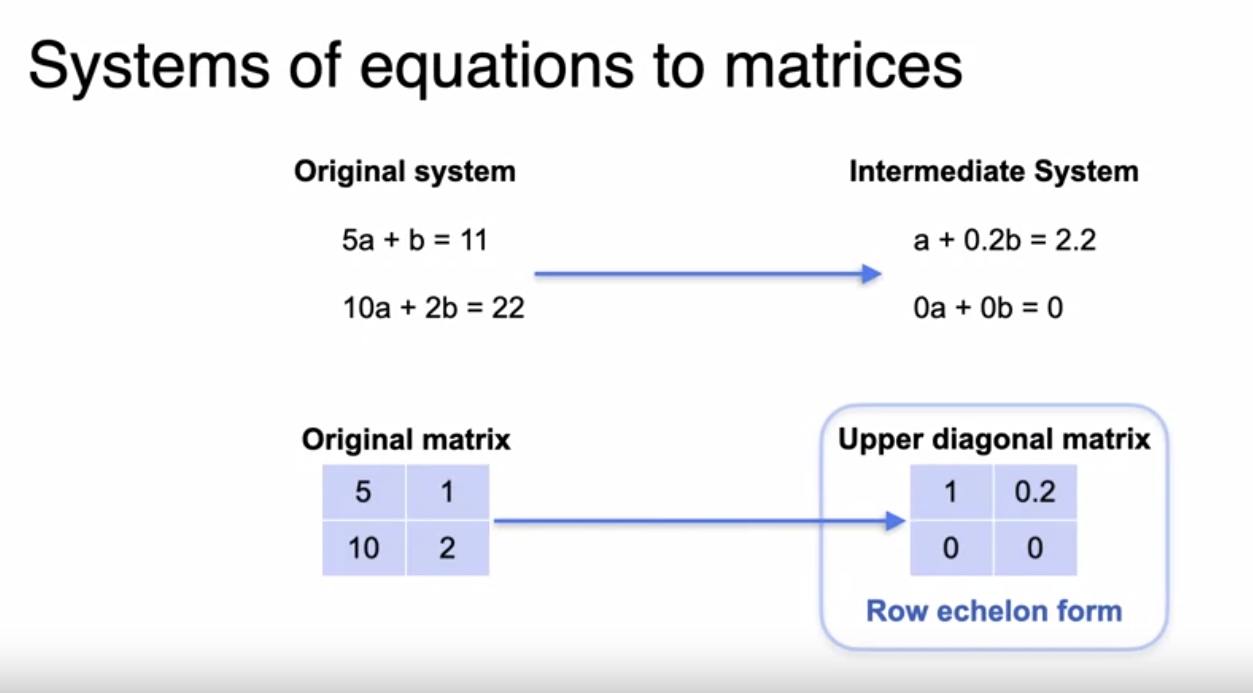 Systems of equations to matrices
Original system
5a + b = 11
10a + 2b = 22
Intermediate System
a + 0.2b = 2.2
0a + 0b = 0
Original matrix
5 1
10 2
Upper diagonal matrix
1 0.2
0 0
Row echelon form